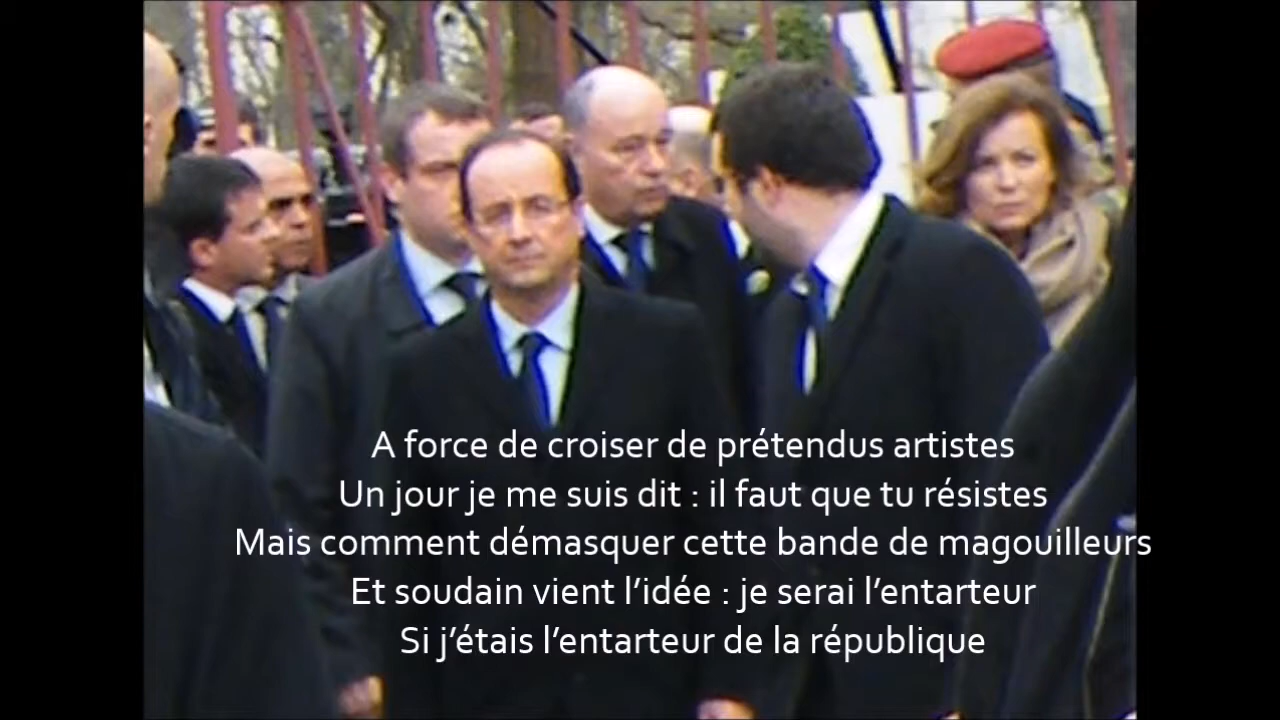 A force de croiser de prétendus artistes
Un jour je me suis dit : il faut que tu résistes
Mais comment démasquer cette bande de magouilleurs
Et soudain vient l’idée : je serai l’entarteur
Si j’étais l’entarteur de la république